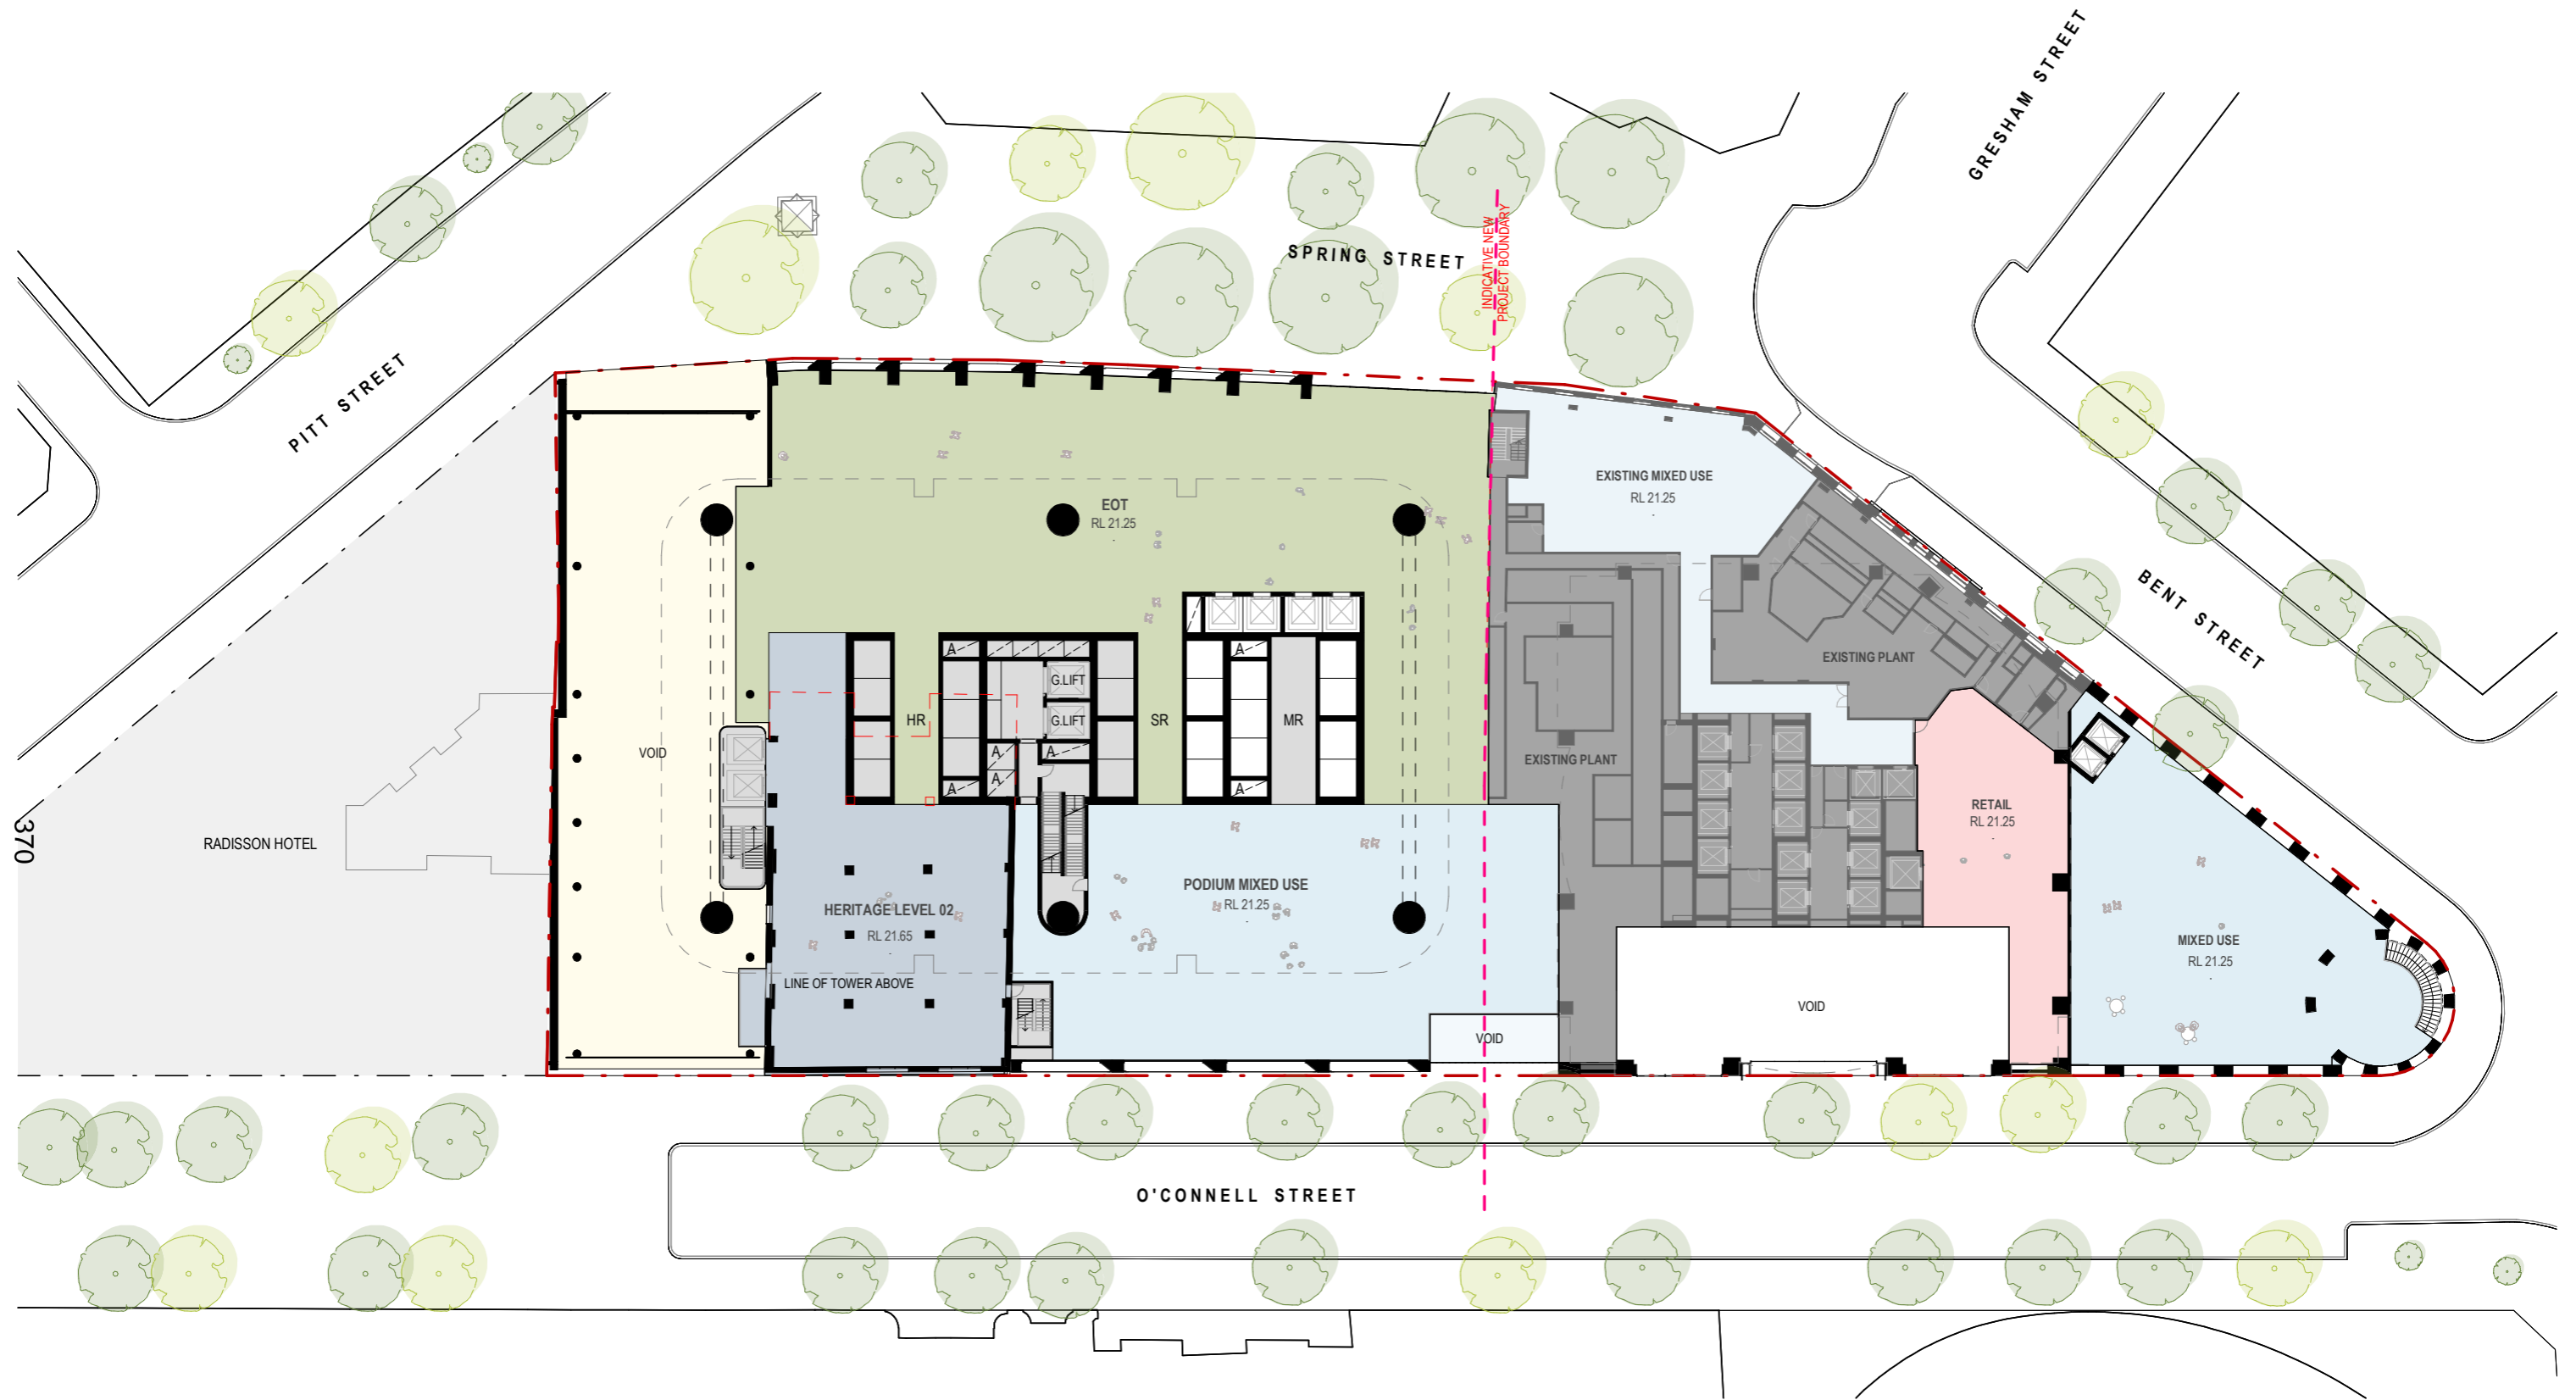 GRESHAM STREET
SPRING STREET
INDICATIVE NEW
PROJECT BOUNDARY
PITT STREET
BENT STREET
EXISTING MIXED USE
RL 21.25
EOT
RL 21.25
EXISTING PLANT
A
A
G.LIFT
G.LIFT
HR
SR
MR
A
A
A
A
A
VOID
EXISTING PLANT
RETAIL
RL 21.25
370
RADISSON HOTEL
PODIUM MIXED USE
RL 21.25
HERITAGE LEVEL 02
RL 21.65
MIXED USE
RL 21.25
LINE OF TOWER ABOVE
VOID
VOID
O'CONNELL STREET